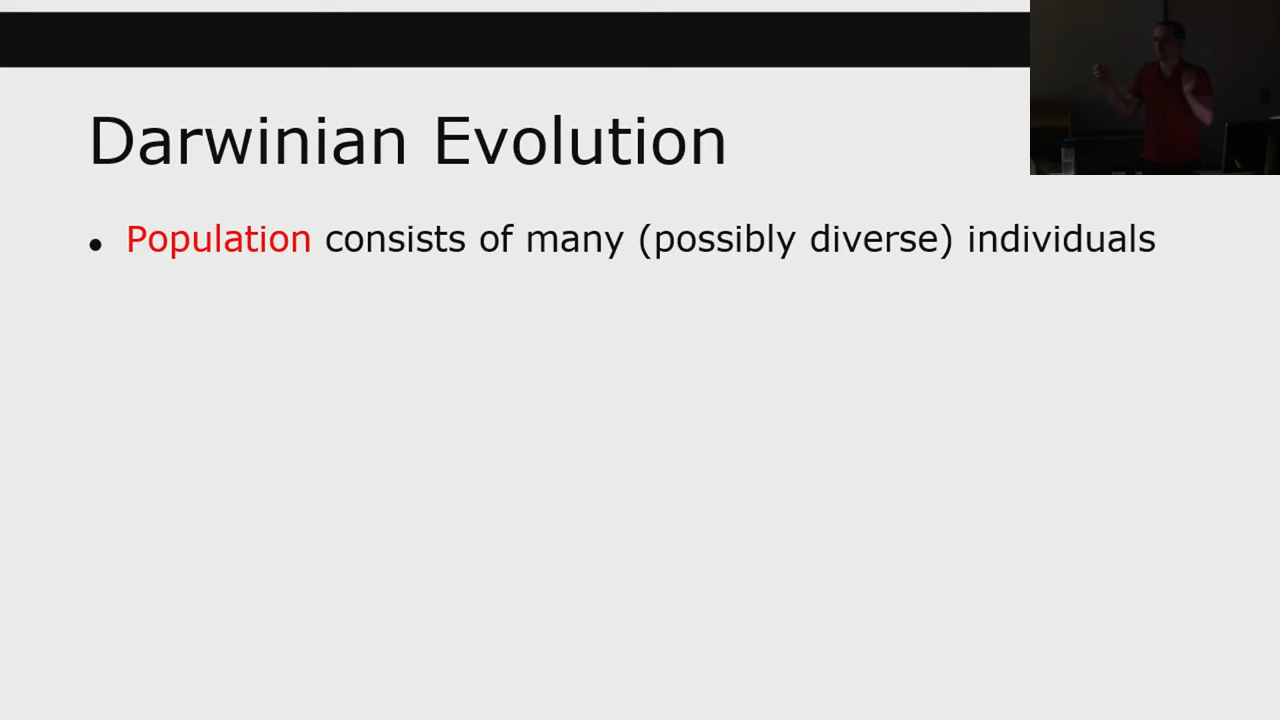 Darwinian Evolution
• Population consists of many (possibly diverse) individuals